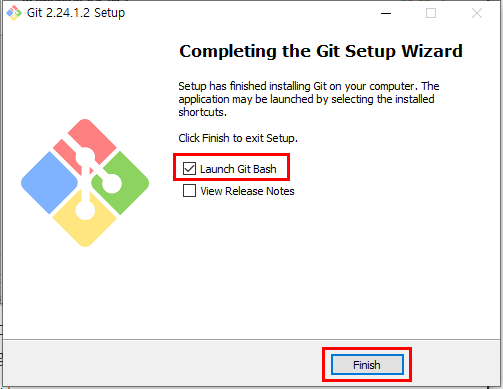 Git 2.24.1.2 Setup
Completing the Git Setup Wizard
Setup has finished installing Git on your computer. The
application may be launched by selecting the installed
shortcuts.
Click Finish to exit Setup.
Launch Git Bash
View Release Notes
Finish